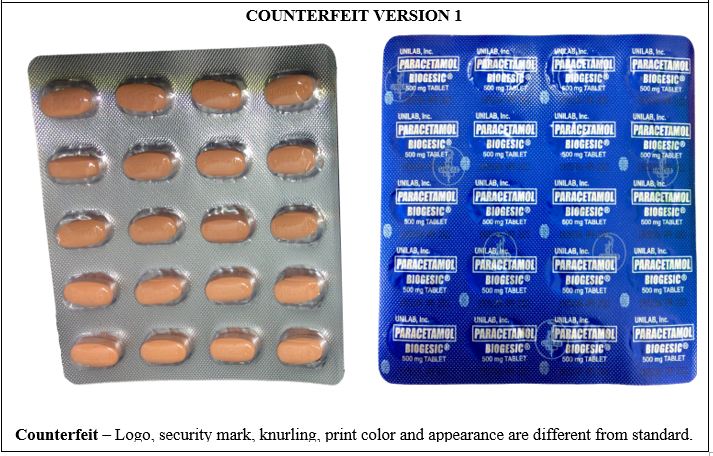 COUNTERFEIT VERSION 1
UNILAB, Inc. UNILAB, Inc. UNILAB, Inc. UNILAB, Inc.
PARACETAMOL PARACETAMOL PARACETAMOL PARACETAMOL
BIOGESIC® BIOGESIC® BIOGESIC® BIOGESIC®
500 mg TABLET 500 mg TABLET 500 mg TABLET 500 mg TABLET
UNILAB, Inc. UNILAB, Inc. UNILAB, Inc. UNILAB, Inc.
PARACETAMOL PARACETAMOL PARACETAMOL PARACETAMOL
BIOGESIC® BIOGESIC® BIOGESIC® BIOGESIC®
500 mg TABLET 500 mg TABLET 500 mg TABLET 500 mg TABLET
UNILAB, Inc. UNILAB, Inc. UNILAB, Inc. UNILAB, Inc.
PARACETAMOL PARACETAMOL PARACETAMOL PARACETAMOL
BIOGESIC® BIOGESIC® BIOGESIC® BIOGESIC®
500 mg TABLET 500 mg TABLET 500 mg TABLET 500 mg TABLET
UNILAB, Inc. UNILAB, Inc. UNILAB, Inc. UNILAB, Inc.
PARACETAMOL PARACETAMOL PARACETAMOL PARACETAMOL
BIOGESIC® BIOGESIC® BIOGESIC® BIOGESIC®
500 mg TABLET 500 mg TABLET 500 mg TABLET 500 mg TABLET
UNILAB, Inc. UNILAB, Inc. UNILAB, Inc. UNILAB, Inc.
PARACETAMOL PARACETAMOL PARACETAMOL PARACETAMOL
BIOGESIC® BIOGESIC® BIOGESIC® BIOGESIC®
500 mg TABLET 500 mg TABLET 500 mg TABLET 500 mg TABLET
Counterfeit – Logo, security mark, knurling, print color and appearance are different from standard.